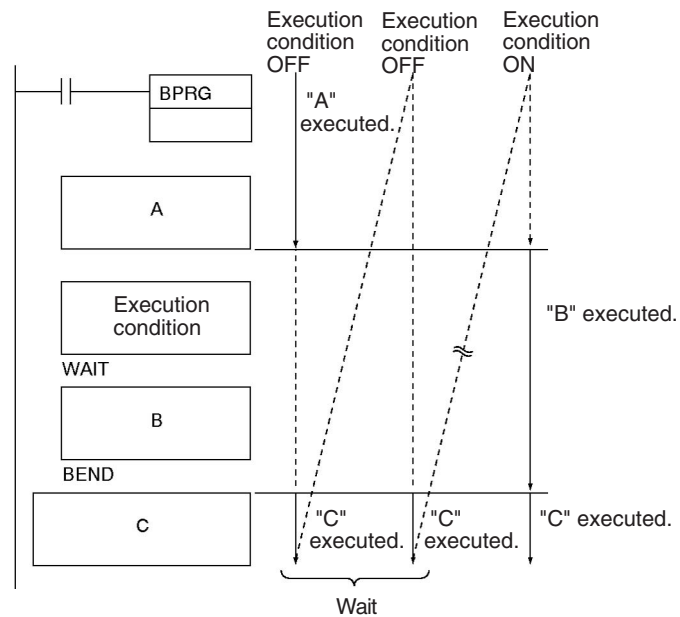 Execution
condition
OFF
Execution
condition
OFF
Execution
condition
ON
BPRG
"A"
executed.
A
Execution
condition
"B" executed.
WAIT
B
BEND
C
"C"
executed.
"C"
executed.
"C" executed.
Wait